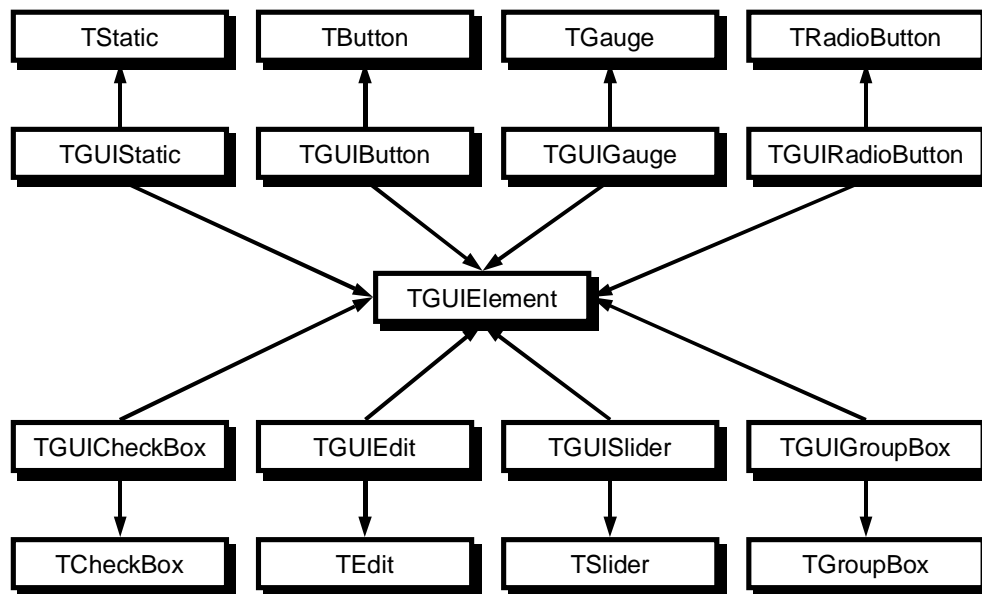 TStatic
TButton
TGauge
TRadioButton
TGUIStatic
TGUIButton
TGUIGauge
TGUIRadioButton
TGUIElement
TGUICheckBox
TGUIEdit
TGUISlider
TGUIGroupBox
TCheckBox
TEdit
TSlider
TGroupBox